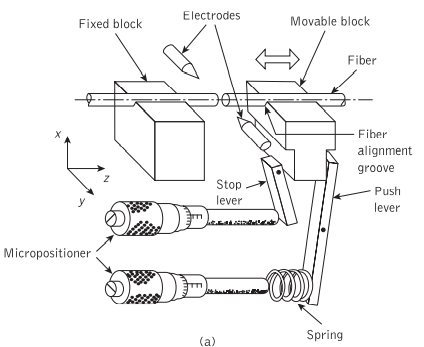 Electrodes
Fixed block
Movable block
Fiber
x
z
y
Fiber
alignment
groove
Stop
lever
Push
lever
Micropositioner
Spring
(a)